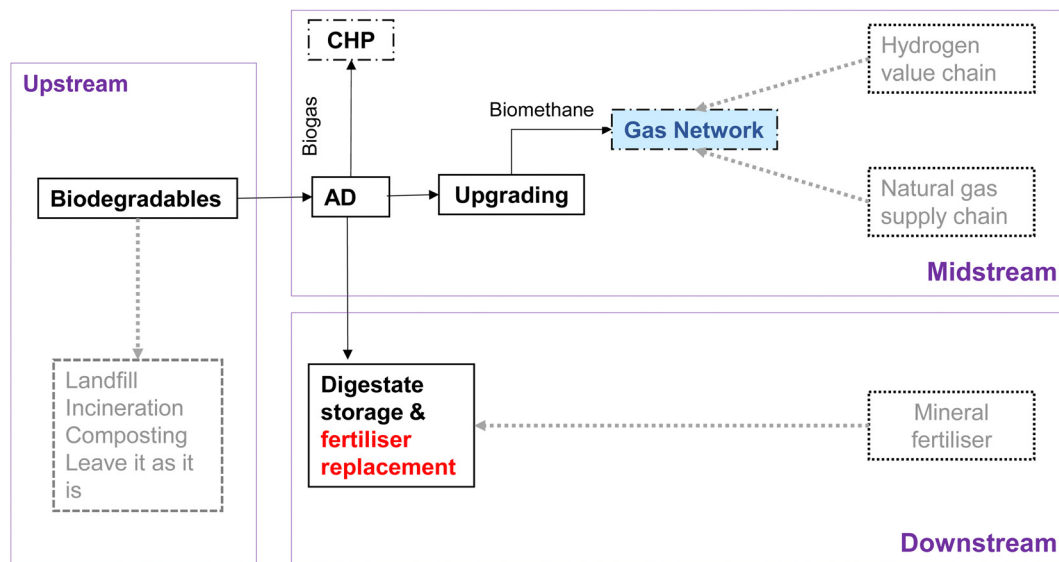 Upstream
Biodegradables
Landfill
Incineration
Composting
Leave it as it
is
CHP
Biogas
AD
Upgrading
Biomethane
Gas Network
Hydrogen
value chain
Natural gas
supply chain
Midstream
Digestate
storage &
fertiliser
replacement
Mineral
fertiliser
Downstream